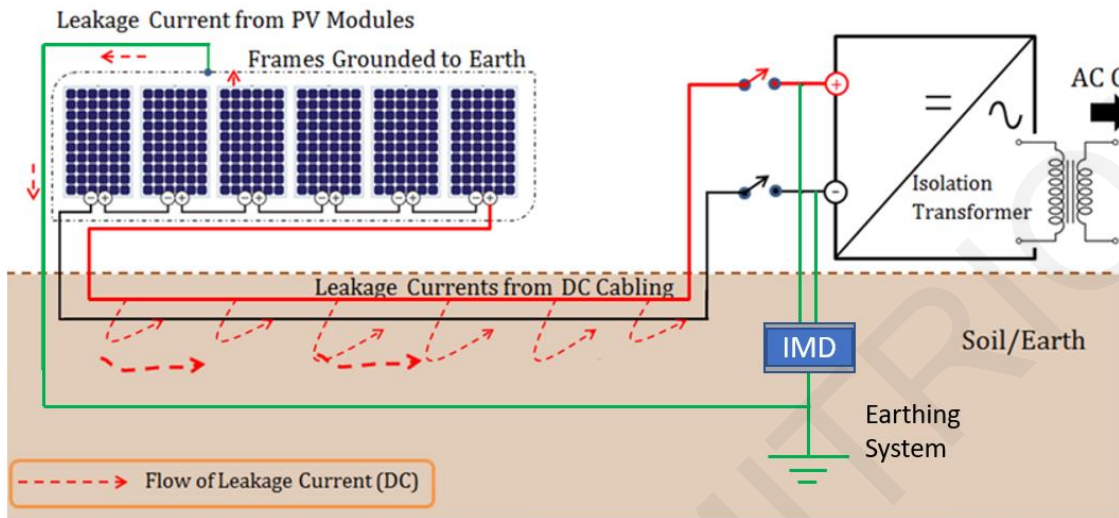 Leakage Current from PV Modules
Frames Grounded to Earth
AC
Isolation
Transformer
Leakage Currents from DC Cabling
IMD
Soil/Earth
Earthing
System
Flow of Leakage Current (DC)